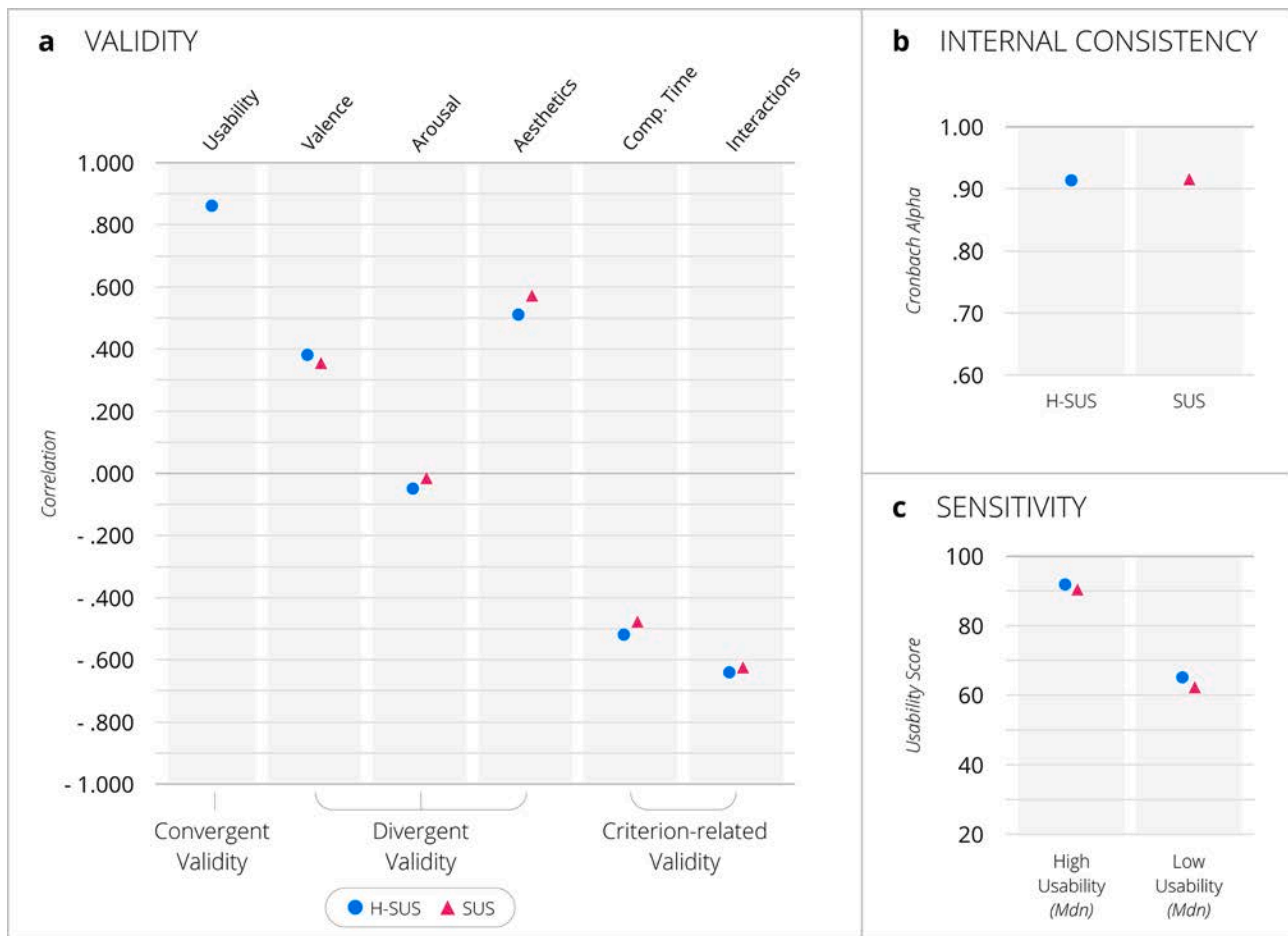 a VALIDITY
Usability
Valence
Arousal
Aesthetics
Comp. Time
Interactions
1.000
.800
.600
.400
.200
.000
- .200
- .400
- .600
- .800
- 1.000
Correlation
Convergent
Validity
Divergent
Validity
Criterion-related
Validity
H-SUS SUS
b INTERNAL CONSISTENCY
1.00
.90
.80
.70
.60
Cronbach Alpha
H-SUS SUS
c SENSITIVITY
100
80
60
40
20
Usability Score
High
Usability
(Mdn)
Low
Usability
(Mdn)